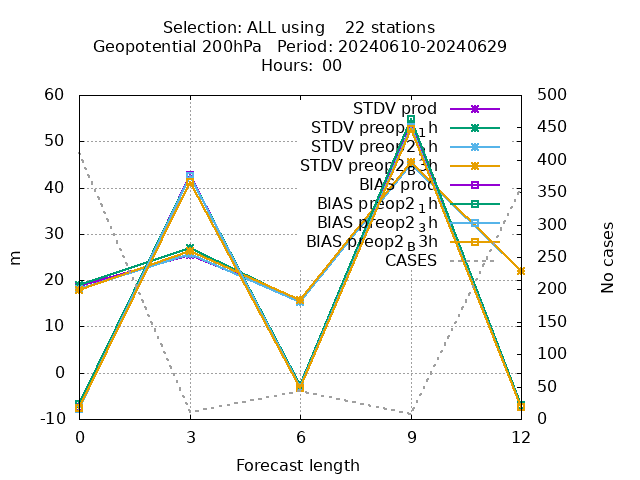 Selection: ALL using    22 stations
Geopotential 200hPa   Period: 20240610-20240629
Hours: 00
60
50
40
30
20
10
0
-10
500
450
400
350
300
250
200
150
100
50
0
m
No cases
STDV prod
STDV preop2 1h
STDV preop2 3h
STDV preop2 B 3h
BIAS prod
BIAS preop2 1h
BIAS preop2 3h
BIAS preop2 B 3h
CASES
0 3 6 9 12
Forecast length